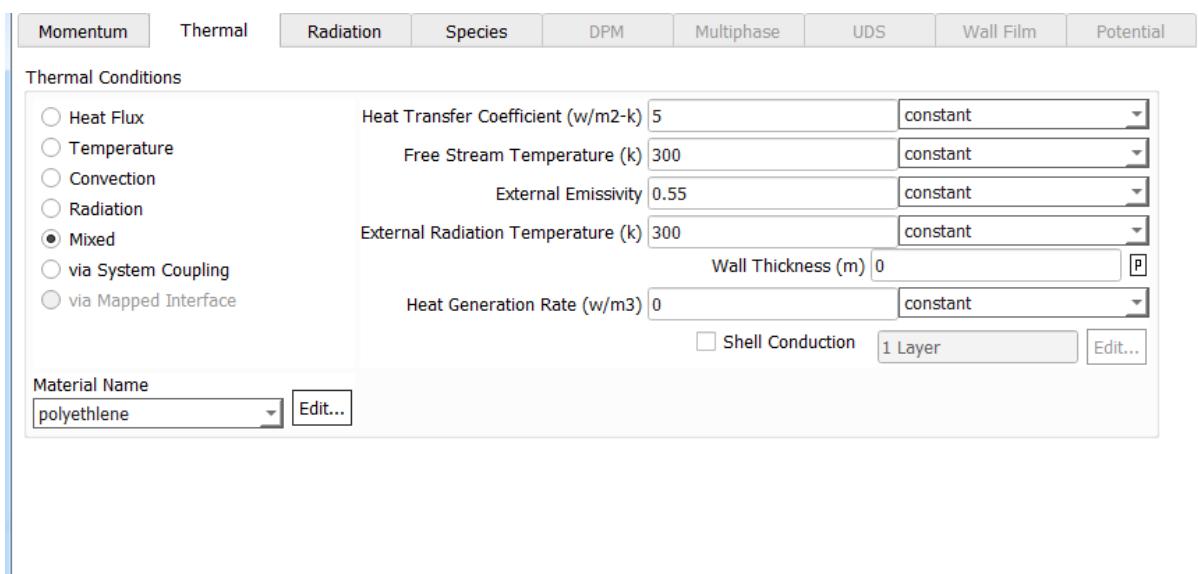 Momentum Thermal Radiation Species DPM Multiphase UDS Wall Film Potential
Thermal Conditions
Heat Flux
Temperature
Convection
Radiation
Mixed
via System Coupling
via Mapped Interface
Heat Transfer Coefficient (w/m2-k) 5 constant
Free Stream Temperature (k) 300 constant
External Emissivity 0.55 constant
External Radiation Temperature (k) 300 constant
Wall Thickness (m) 0 P
Heat Generation Rate (w/m3) 0 constant
Shell Conduction 1 Layer Edit...
Material Name
polyethlene Edit...